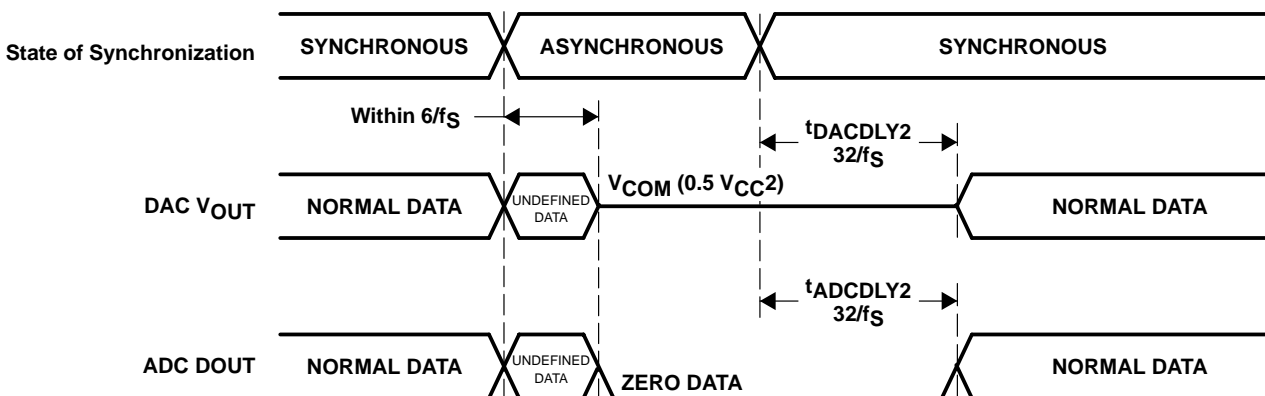 State of Synchronization
SYNCHRONOUS
ASYNCHRONOUS
SYNCHRONOUS
Within 6/fS
tDACDLY2
32/fS
DAC VOUT
NORMAL DATA
UNDEFINED
DATA
VCOM (0.5 VCC2)
NORMAL DATA
tADCDLY2
32/fS
ADC DOUT
NORMAL DATA
UNDEFINED
DATA
ZERO DATA
NORMAL DATA